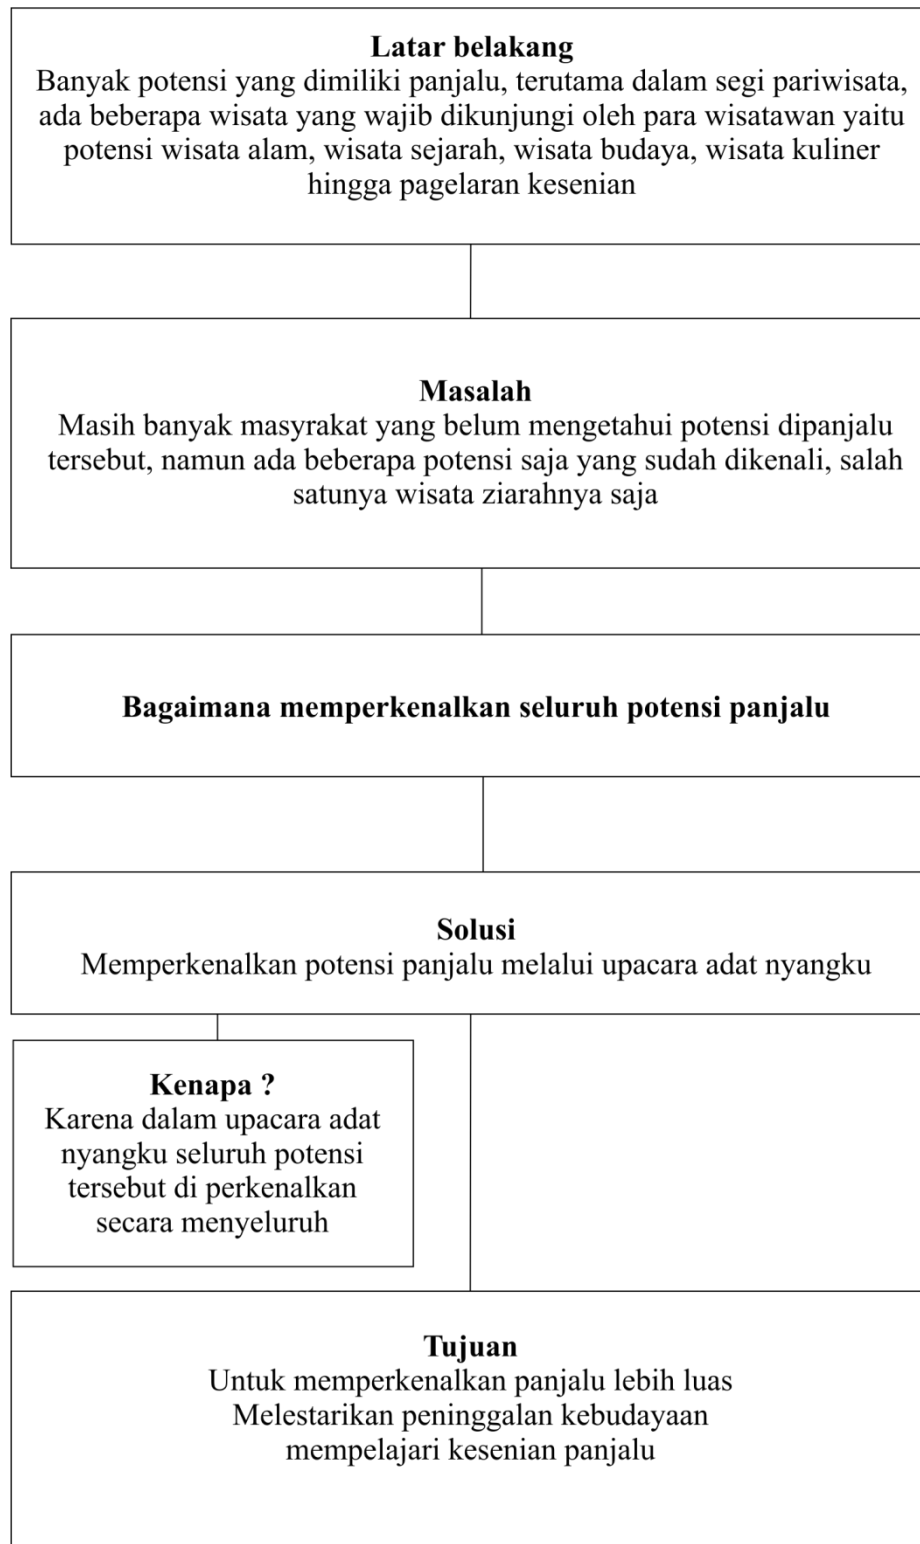 Latar belakang
Banyak potensi yang dimiliki panjalu, terutama dalam segi pariwisata,
ada beberapa wisata yang wajib dikunjungi oleh para wisatawan yaitu
potensi wisata alam, wisata sejarah, wisata budaya, wisata kuliner
hingga pagelaran kesenian
Masalah
Masih banyak masyrakat yang belum mengetahui potensi dipanjalu
tersebut, namun ada beberapa potensi saja yang sudah dikenali, salah
satunya wisata ziarahnya saja
Bagaimana memperkenalkan seluruh potensi panjalu
Solusi
Memperkenalkan potensi panjalu melalui upacara adat nyangku
Kenapa ?
Karena dalam upacara adat
nyangku seluruh potensi
tersebut di perkenalkan
secara menyeluruh
Tujuan
Untuk memperkenalkan panjalu lebih luas
Melestarikan peninggalan kebudayaan
mempelajari kesenian panjalu